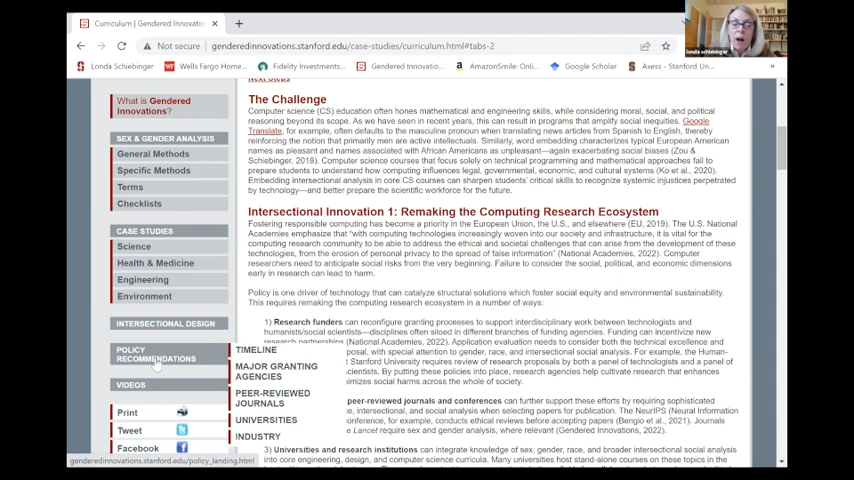 Curriculum | Gendered Innovatio
Not secure
genderedinnovations.stanford.edu/case-studies/curriculum.html#tabs-2
Londa Schiebinger
Wells Fargo Home...
Fidelity Investments...
Gendered Innovatio...
AmazonSmile: Onli...
Google Scholar
Axess - Stanford Un...
londa schiebinger
What is Gendered
Innovations?
SEX & GENDER ANALYSIS
General Methods
Specific Methods
Terms
Checklists
CASE STUDIES
Science
Health & Medicine
Engineering
Environment
INTERSECTIONAL DESIGN
POLICY
RECOMMENDATIONS
VIDEOS
Print
Tweet
Facebook
TIMELINE
MAJOR GRANTING
AGENCIES
PEER-REVIEWED
JOURNALS
UNIVERSITIES
INDUSTRY
Next Steps
The Challenge
Computer science (CS) education often hones mathematical and engineering skills, while considering moral, social, and political
reasoning beyond its scope. As we have seen in recent years, this can result in programs that amplify social inequities. Google
Translate, for example, often defaults to the masculine pronoun when translating news articles from Spanish to English, thereby
reinforcing the notion that primarily men are active intellectuals. Similarly, word embedding characterizes typical European American
names as pleasant and names associated with African Americans as unpleasant—again exacerbating social biases (Zou &
Schiebinger, 2018). Computer science courses that focus solely on technical programming and mathematical approaches fail to
prepare students to understand how computing influences legal, governmental, economic, and cultural systems (Ko et al., 2020).
Embedding intersectional analysis in core CS courses can sharpen students' critical skills to recognize systemic injustices perpetrated
by technology—and better prepare the scientific workforce for the future.
Intersectional Innovation 1: Remaking the Computing Research Ecosystem
Fostering responsible computing has become a priority in the European Union, the U.S., and elsewhere (EU, 2019). The U.S. National
Academies emphasize that "with computing technologies increasingly woven into our society and infrastructure, it is vital for the
computing research community to be able to address the ethical and societal challenges that can arise from the development of these
technologies, from the erosion of personal privacy to the spread of false information" (National Academies, 2022). Computer
researchers need to anticipate social risks from the very beginning. Failure to consider the social, political, and economic dimensions
early in research can lead to harm.
Policy is one driver of technology that can catalyze structural solutions which foster social equity and environmental sustainability.
This requires remaking the computing research ecosystem in a number of ways:
1) Research funders can reconfigure granting processes to support interdisciplinary work between technologists and
humanists/social scientists—disciplines often siloed in different branches of funding agencies. Funding can incentivize new
research partnerships (National Academies, 2022). Application evaluation needs to consider both the technical excellence and
posal, with special attention to gender, race, and intersectional social analysis. For example, the Human-
t Stanford University requires review of research proposals by both a panel of technologists and a panel of
cientists. By putting these policies into place, research agencies help cultivate research that enhances
imizes social harms across the whole of society.
peer-reviewed journals and conferences can further support these efforts by requiring sophisticated
, intersectional, and social analysis when selecting papers for publication. The NeurIPS (Neural Information
conference, for example, conducts ethical reviews before accepting papers (Bengio et al., 2021). Journals
e Lancet require sex and gender analysis, where relevant (Gendered Innovations, 2022).
3) Universities and research institutions can integrate knowledge of sex, gender, race, and broader intersectional social
analysis into core engineering, design, and computer science curricula. Many universities host stand-alone courses on these topics in the
genderedinnovations.stanford.edu/policy_landing.html